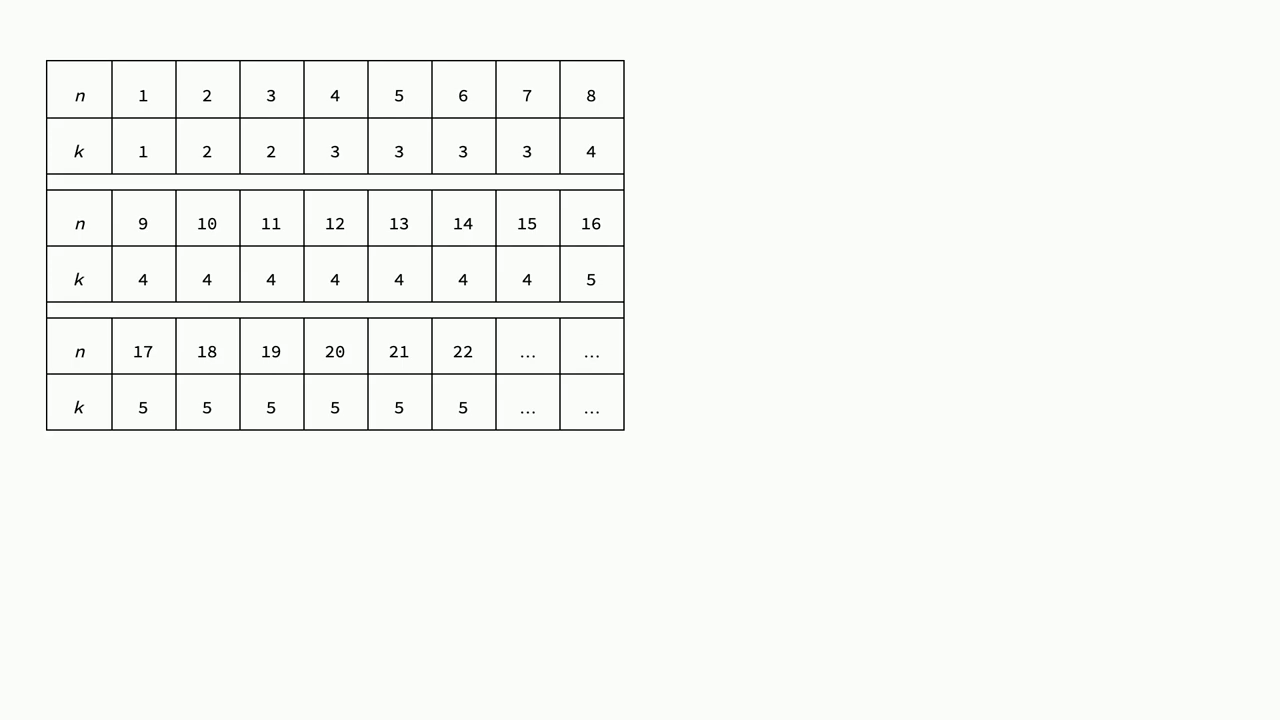 n 1 2 3 4 5 6 7 8
k 1 2 2 3 3 3 3 4
n 9 10 11 12 13 14 15 16
k 4 4 4 4 4 4 4 5
n 17 18 19 20 21 22 … …
k 5 5 5 5 5 5 … …